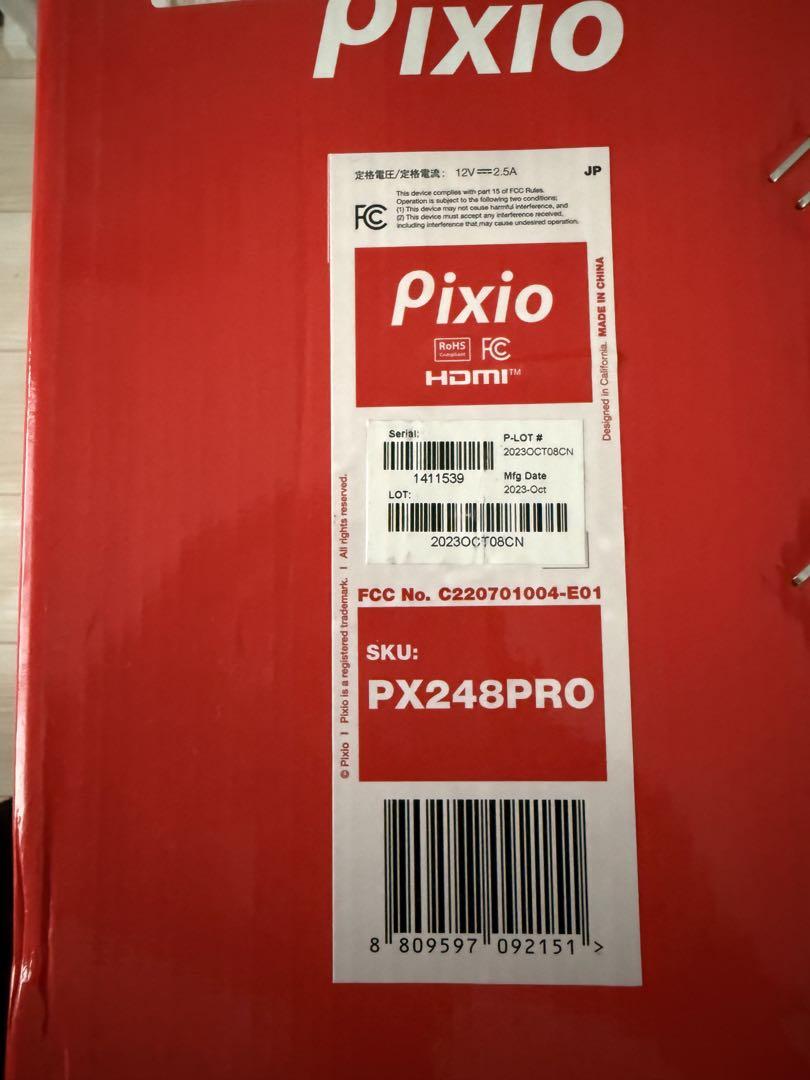 Pixio
定格電圧/定格電流: 12V⎓2.5A JP
FC
This device complies with part 15 of FCC Rules.
Operation is subject to the following two conditions;
(1) This device may not cause harmful interference, and
(2) This device must accept any interference received,
including interference that may cause undesired operation.
Pixio
RoHS
Compliant
FC
HDMI™
Designed in California. MADE IN CHINA
Serial:
1411539
P-LOT #
2023OCT08CN
Mfg Date
2023-Oct
LOT:
2023OCT08CN
© Pixio I Pixio is a registered trademark. I All rights reserved.
FCC No. C220701004-E01
SKU:
PX248PRO
8 809597 092151 >